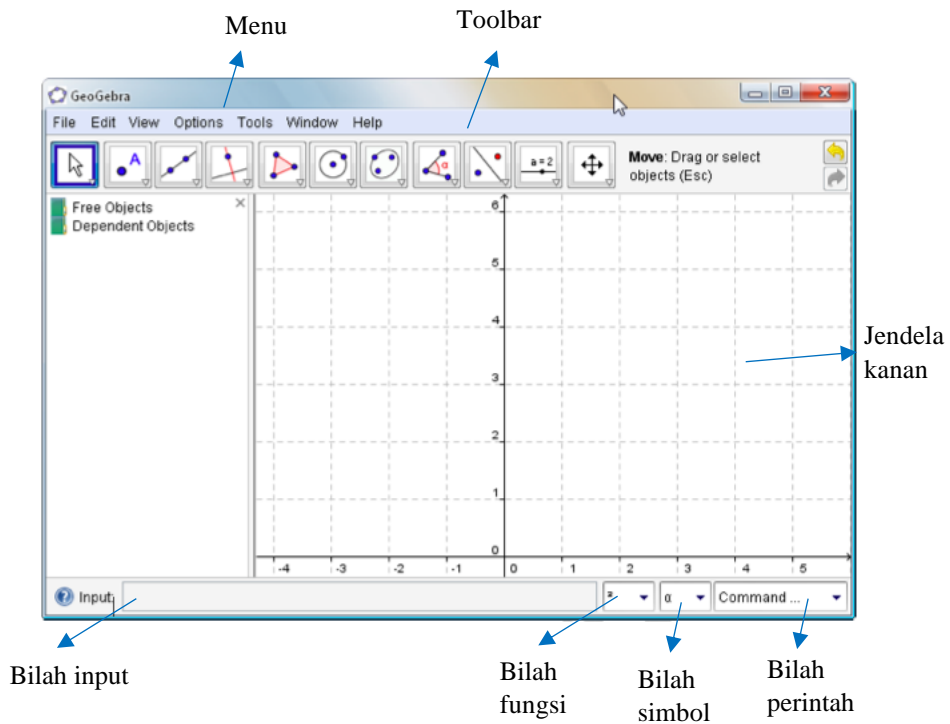 Menu
Toolbar
GeoGebra
File Edit View Options Tools Window Help
A
α
a = 2
Move: Drag or select
objects (Esc)
Free Objects
Dependent Objects
6
5
4
3
2
1
0
-4 -3 -2 -1 0 1 2 3 4 5
Jendela
kanan
Input:
α
Command ...
Bilah input
Bilah
fungsi
Bilah
simbol
Bilah
perintah